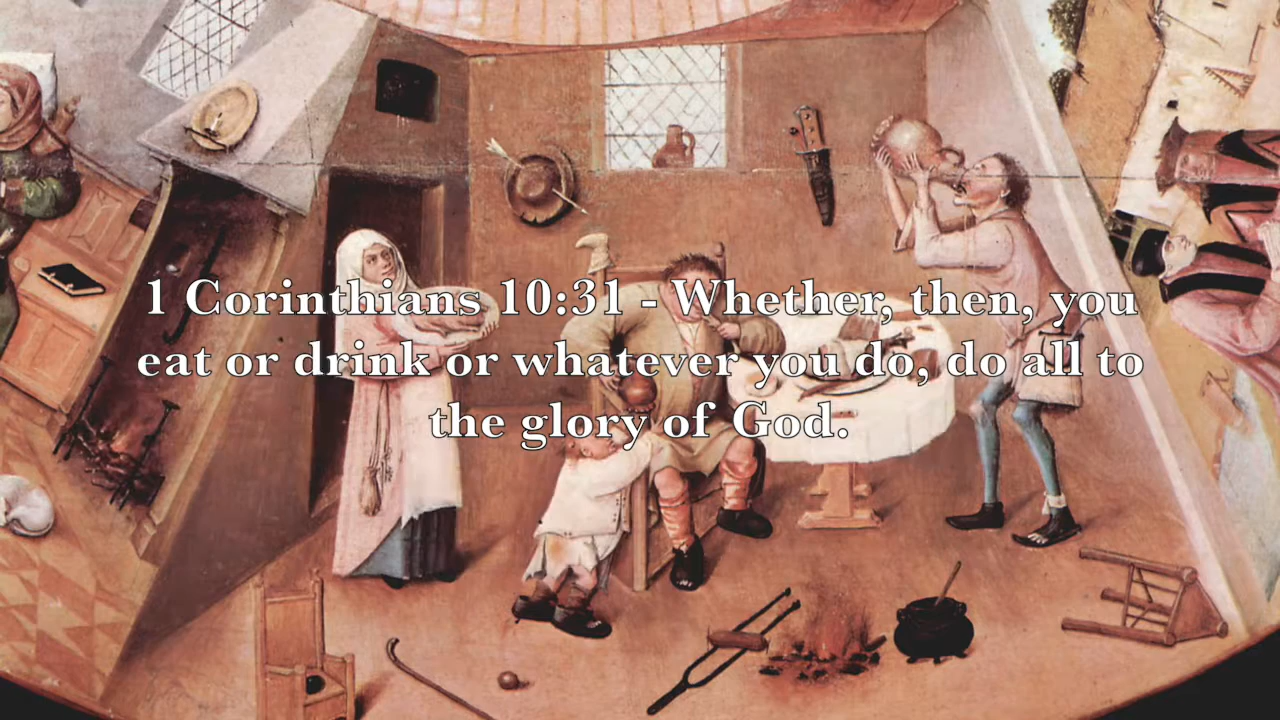 1 Corinthians 10:31 - Whether, then, you
eat or drink or whatever you do, do all to
the glory of God.